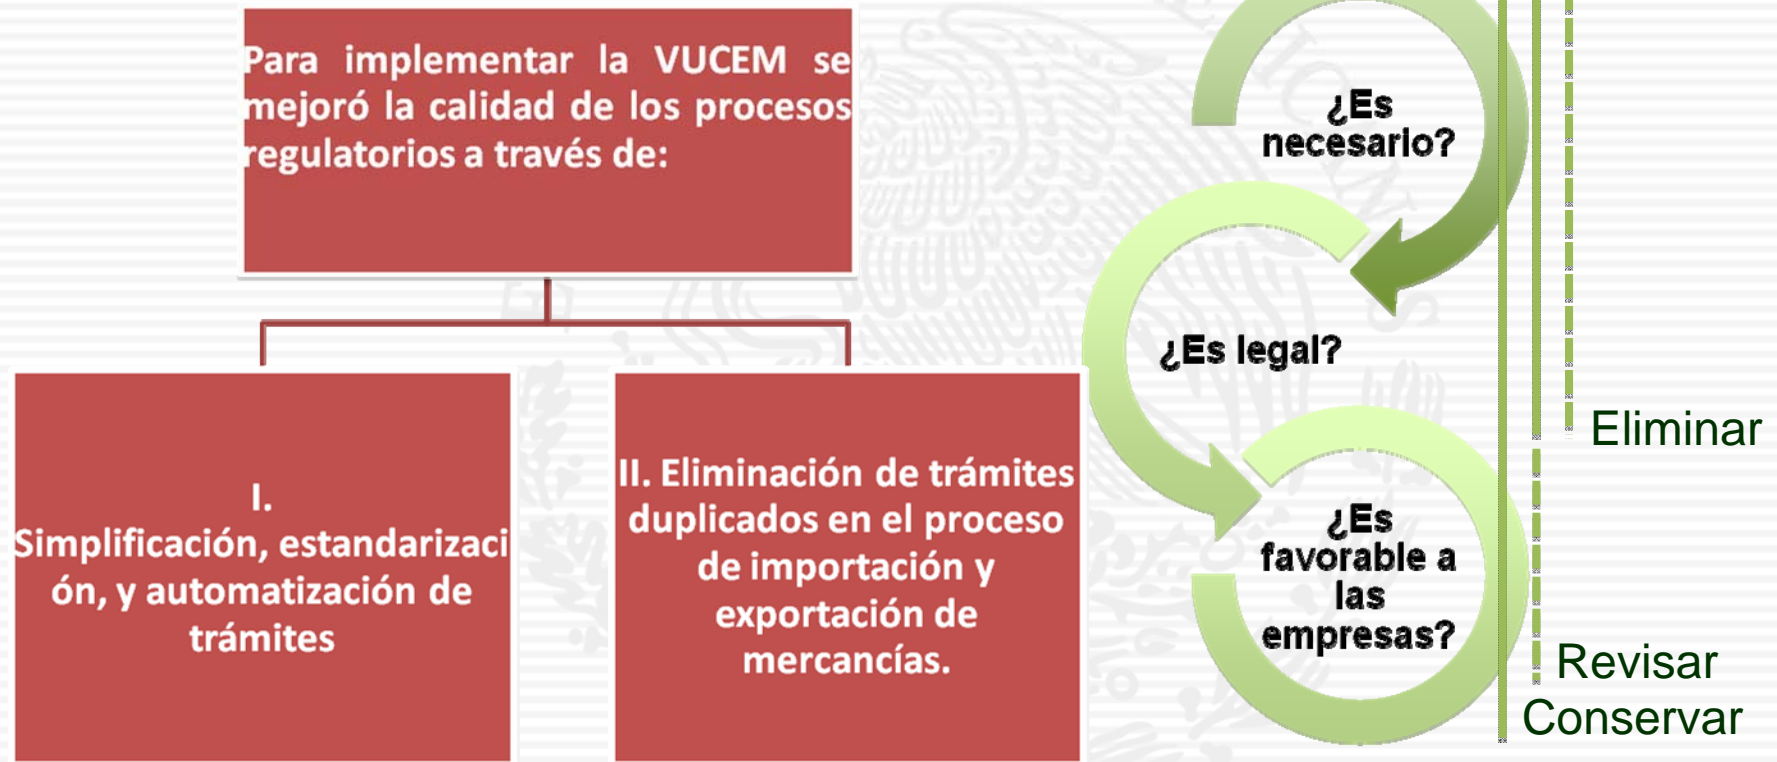 Para implementar la VUCEM se
mejoró la calidad de los procesos
regulatorios a través de:
I.
Simplificación, estandarizaci
ón, y automatización de
trámites
II. Eliminación de trámites
duplicados en el proceso
de importación y
exportación de
mercancías.
¿Es
necesario?
¿Es legal?
¿Es
favorable a
las
empresas?
Eliminar
Revisar
Conservar